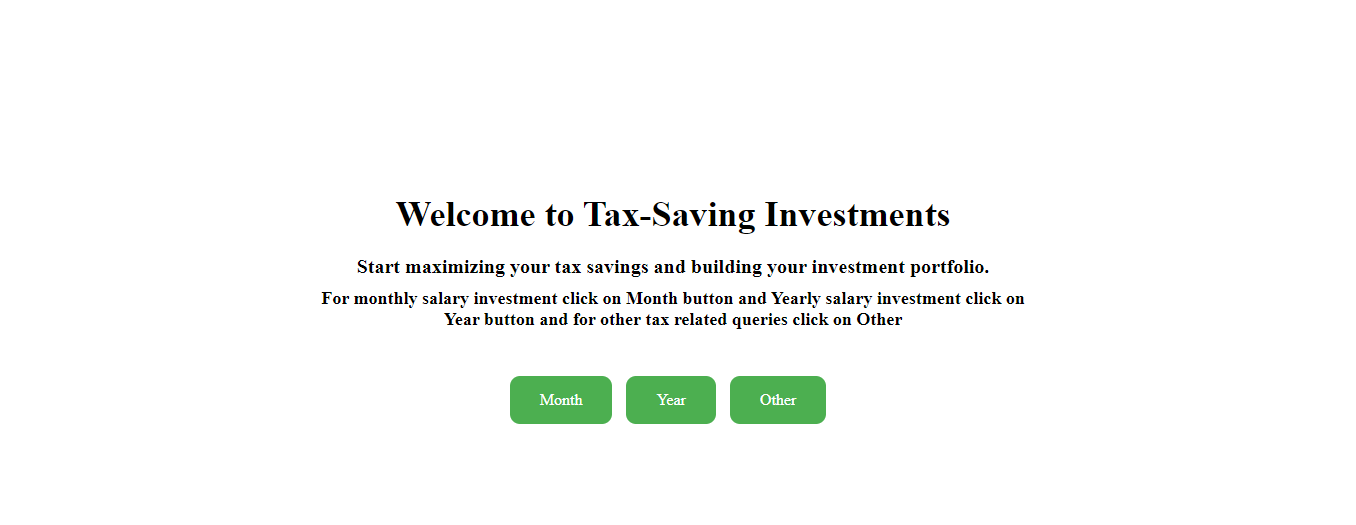 Welcome to Tax-Saving Investments
Start maximizing your tax savings and building your investment portfolio.
For monthly salary investment click on Month button and Yearly salary investment click on
Year button and for other tax related queries click on Other
Month Year Other